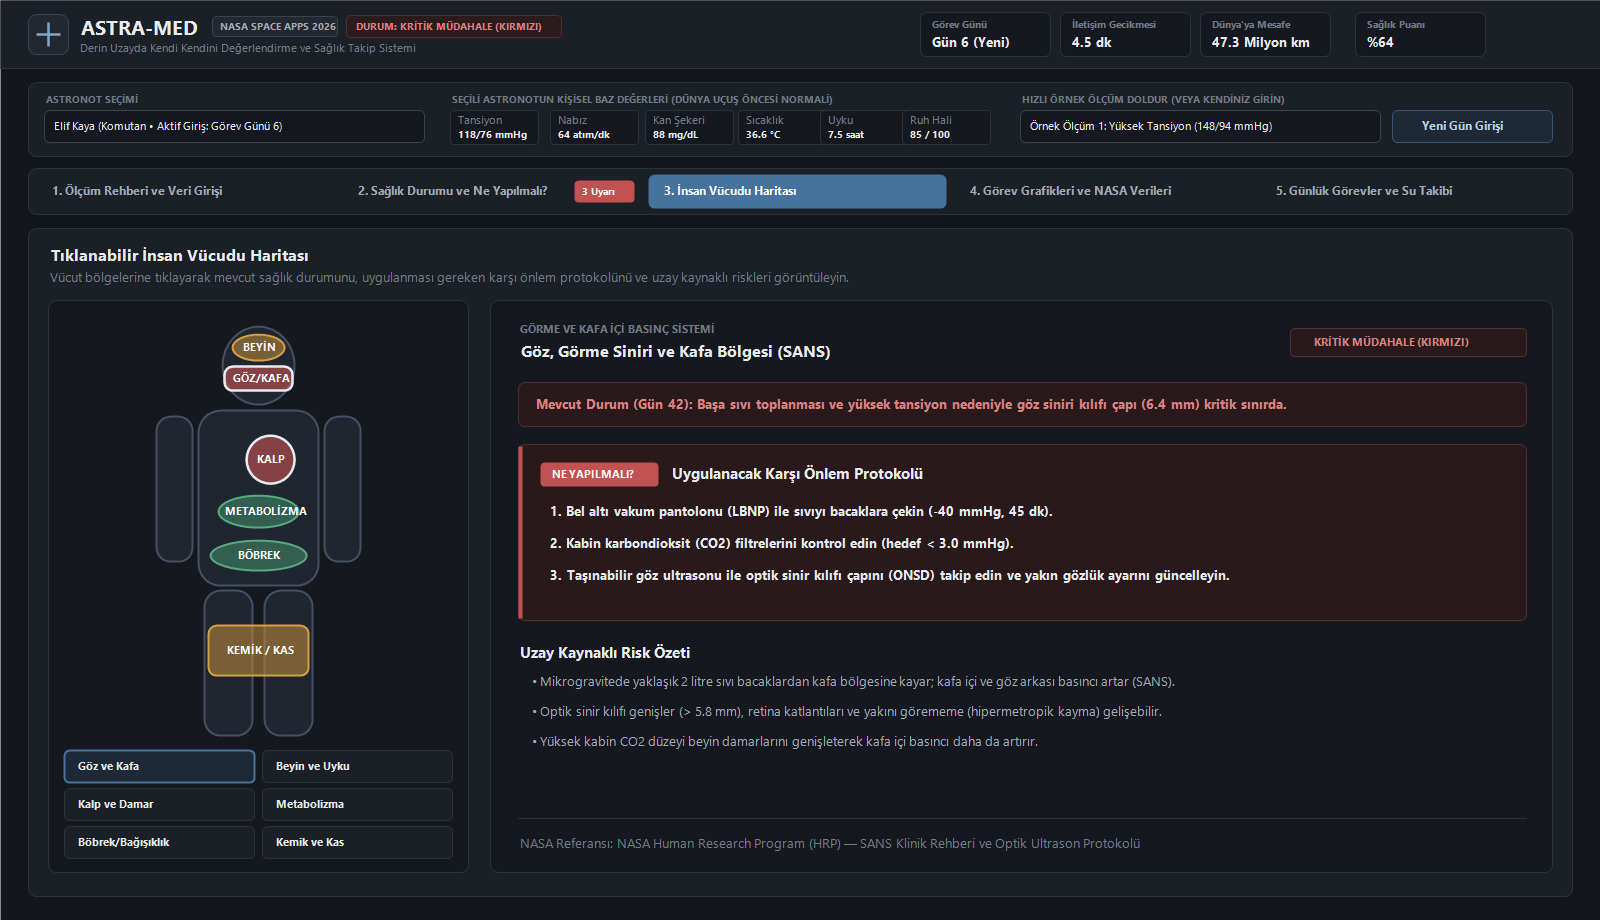 ASTRA-MED
NASA SPACE APPS 2026
DURUM: KRİTİK MÜDAHALE (KIRMIZI)
Derin Uzayda Kendi Kendini Değerlendirme ve Sağlık Takip Sistemi
Görev Günü
Gün 6 (Yeni)
İletişim Gecikmesi
4.5 dk
Dünya'ya Mesafe
47.3 Milyon km
Sağlık Puanı
%64
ASTRONOT SEÇİMİ
Elif Kaya (Komutan • Aktif Giriş: Görev Günü 6)
SEÇİLİ ASTRONOTUN KİŞİSEL BAZ DEĞERLERİ (DÜNYA UÇUŞ ÖNCESİ NORMALİ)
Tansiyon
118/76 mmHg
Nabız
64 atım/dk
Kan Şekeri
88 mg/dL
Sıcaklık
36.6 °C
Uyku
7.5 saat
Ruh Hali
85 / 100
HIZLI ÖRNEK ÖLÇÜM DOLDUR (VEYA KENDİNİZ GİRİN)
Örnek Ölçüm 1: Yüksek Tansiyon (148/94 mmHg)
Yeni Gün Girişi
1. Ölçüm Rehberi ve Veri Girişi
2. Sağlık Durumu ve Ne Yapılmalı?
3 Uyarı
3. İnsan Vücudu Haritası
4. Görev Grafikleri ve NASA Verileri
5. Günlük Görevler ve Su Takibi
Tıklanabilir İnsan Vücudu Haritası
Vücut bölgelerine tıklayarak mevcut sağlık durumunu, uygulanması gereken karşı önlem protokolünü ve uzay kaynaklı riskleri görüntüleyin.
BEYİN
GÖZ/KAFA
KALP
METABOLİZMA
BÖBREK
KEMİK / KAS
Göz ve Kafa
Beyin ve Uyku
Kalp ve Damar
Metabolizma
Böbrek/Bağışıklık
Kemik ve Kas
GÖRME VE KAFA İÇİ BASINÇ SİSTEMİ
Göz, Görme Siniri ve Kafa Bölgesi (SANS)
KRİTİK MÜDAHALE (KIRMIZI)
Mevcut Durum (Gün 42): Başa sıvı toplanması ve yüksek tansiyon nedeniyle göz siniri kılıfı çapı (6.4 mm) kritik sınırda.
NE YAPILMALI?
Uygulanacak Karşı Önlem Protokolü
1. Bel altı vakum pantolonu (LBNP) ile sıvıyı bacaklara çekin (-40 mmHg, 45 dk).
2. Kabin karbondioksit (CO2) filtrelerini kontrol edin (hedef < 3.0 mmHg).
3. Taşınabilir göz ultrasonu ile optik sinir kılıfı çapını (ONSD) takip edin ve yakın gözlük ayarını güncelleyin.
Uzay Kaynaklı Risk Özeti
• Mikrogravitede yaklaşık 2 litre sıvı bacaklardan kafa bölgesine kayar; kafa içi ve göz arkası basıncı artar (SANS).
• Optik sinir kılıfı genişler (> 5.8 mm), retina katlantıları ve yakını görememe (hipermetropik kayma) gelişebilir.
• Yüksek kabin CO2 düzeyi beyin damarlarını genişleterek kafa içi basıncı daha da artırır.
NASA Referansı: NASA Human Research Program (HRP) — SANS Klinik Rehberi ve Optik Ultrason Protokolü